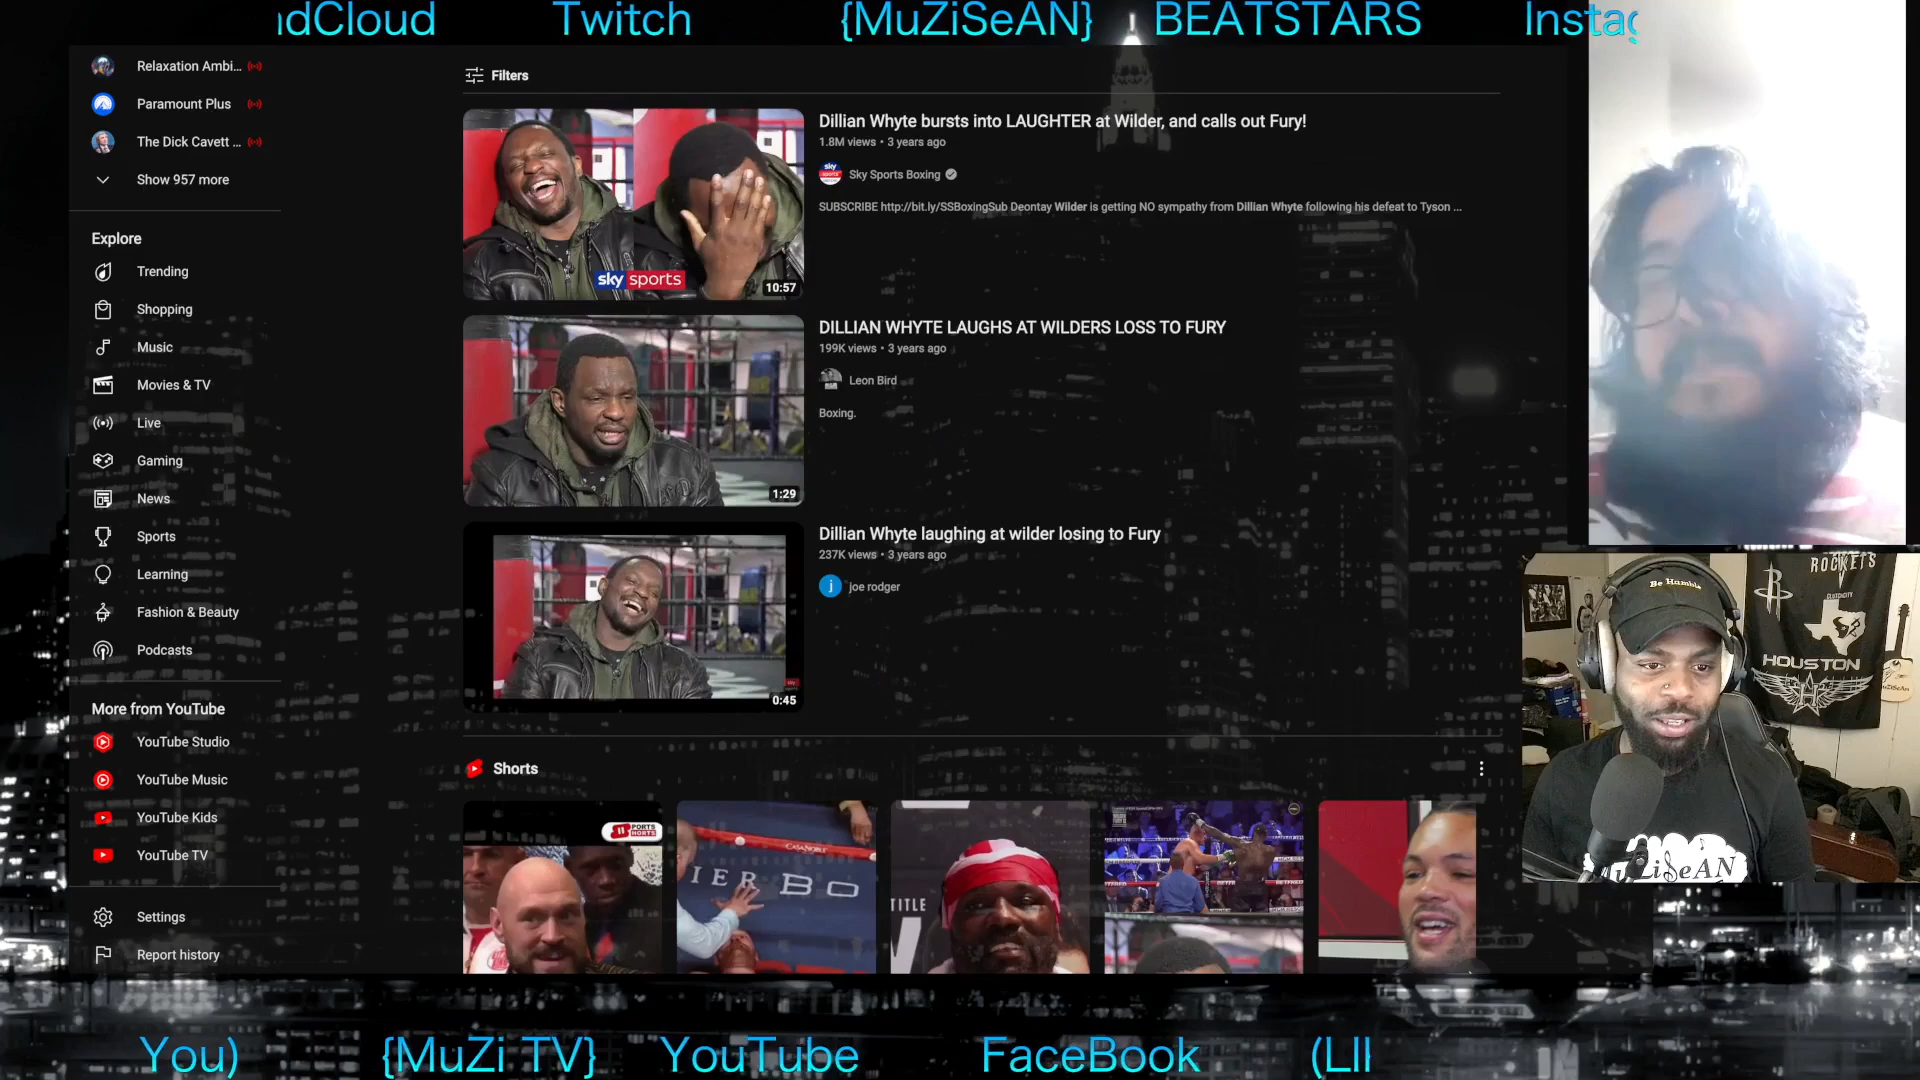 dCloud Twitch {MuZiSeAN} BEATSTARS Insta
Relaxation Ambi...
Paramount Plus
The Dick Cavett ...
Show 957 more
Explore
Trending
Shopping
Music
Movies & TV
Live
Gaming
News
Sports
Learning
Fashion & Beauty
Podcasts
More from YouTube
YouTube Studio
YouTube Music
YouTube Kids
YouTube TV
Settings
Report history
Filters
sky sports
10:57
Dillian Whyte bursts into LAUGHTER at Wilder, and calls out Fury!
1.8M views • 3 years ago
sky sports
Sky Sports Boxing
SUBSCRIBE http://bit.ly/SSBoxingSub Deontay Wilder is getting NO sympathy from Dillian Whyte following his defeat to Tyson ...
1:29
DILLIAN WHYTE LAUGHS AT WILDERS LOSS TO FURY
199K views • 3 years ago
Leon Bird
Boxing.
0:45
Dillian Whyte laughing at wilder losing to Fury
237K views • 3 years ago
j joe rodger
Shorts
PORTS
HORTS
IER BO
TITLE
Be Humble
ROCKETS
HOUSTON
MuZiSeAN
You) {MuZi TV} YouTube FaceBook (LII